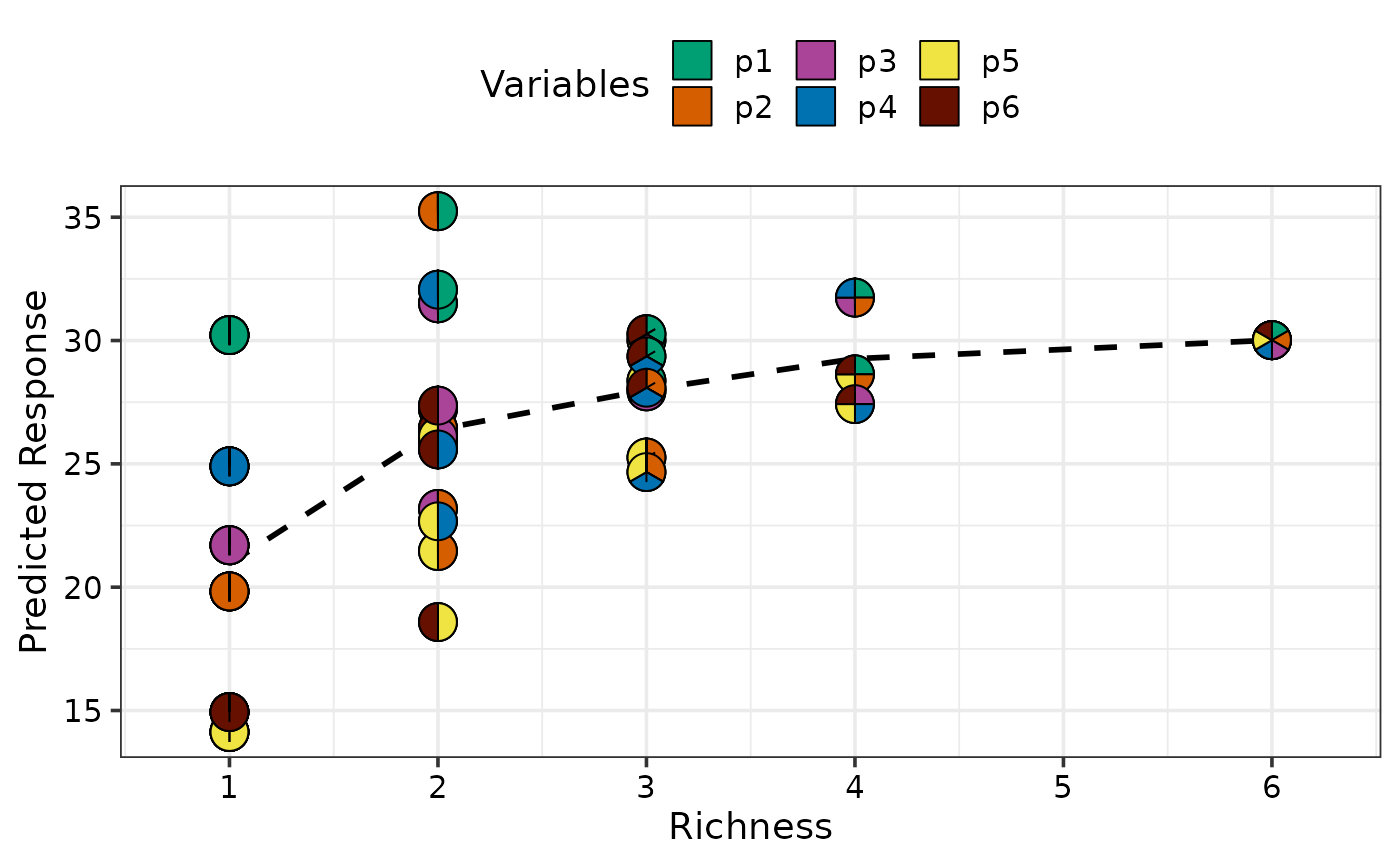 Variables
p1 p3 p5
p2 p4 p6
Predicted Response
35
30
25
20
15
1 2 3 4 5 6
Richness